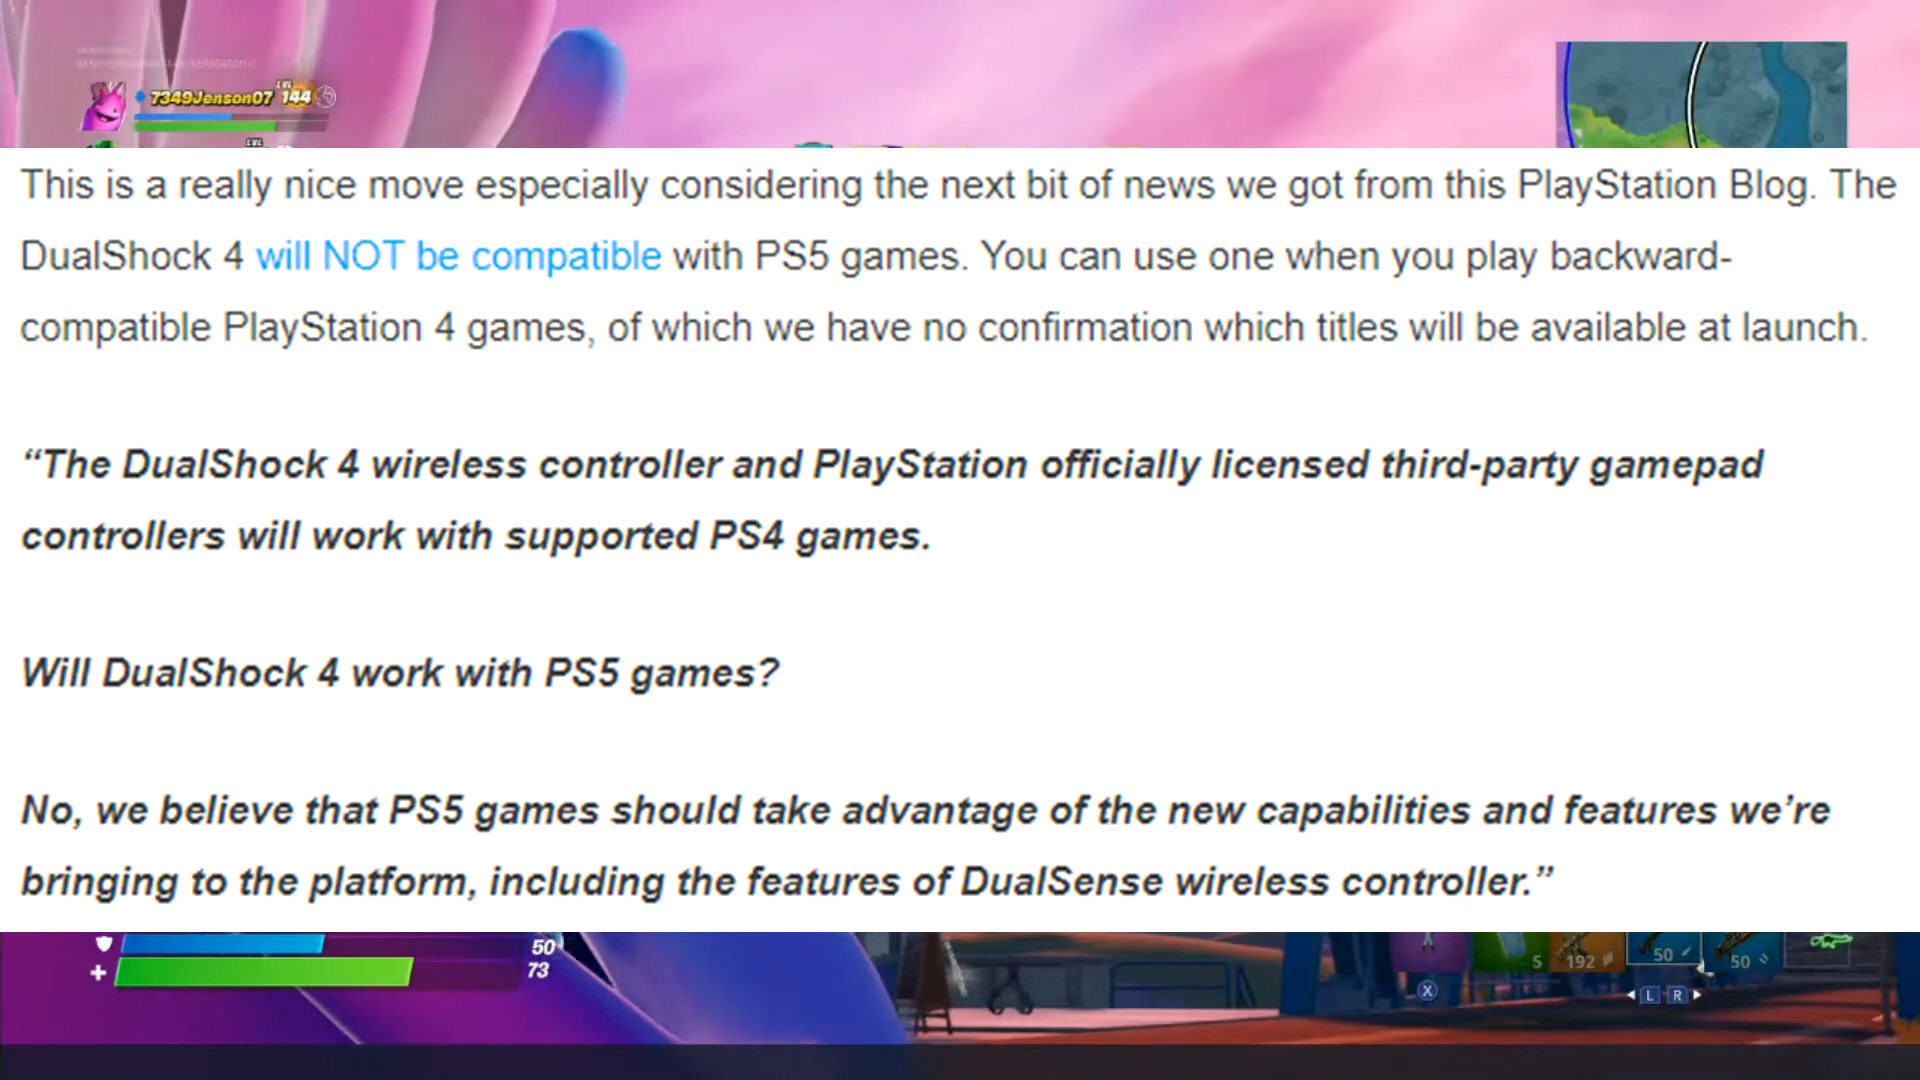 7349Jenson07 LVL 144
LVL
This is a really nice move especially considering the next bit of news we got from this PlayStation Blog. The
DualShock 4 will NOT be compatible with PS5 games. You can use one when you play backward-
compatible PlayStation 4 games, of which we have no confirmation which titles will be available at launch.
“The DualShock 4 wireless controller and PlayStation officially licensed third-party gamepad
controllers will work with supported PS4 games.
Will DualShock 4 work with PS5 games?
No, we believe that PS5 games should take advantage of the new capabilities and features we’re
bringing to the platform, including the features of DualSense wireless controller.”
50
73
5 192 50 50
X L R